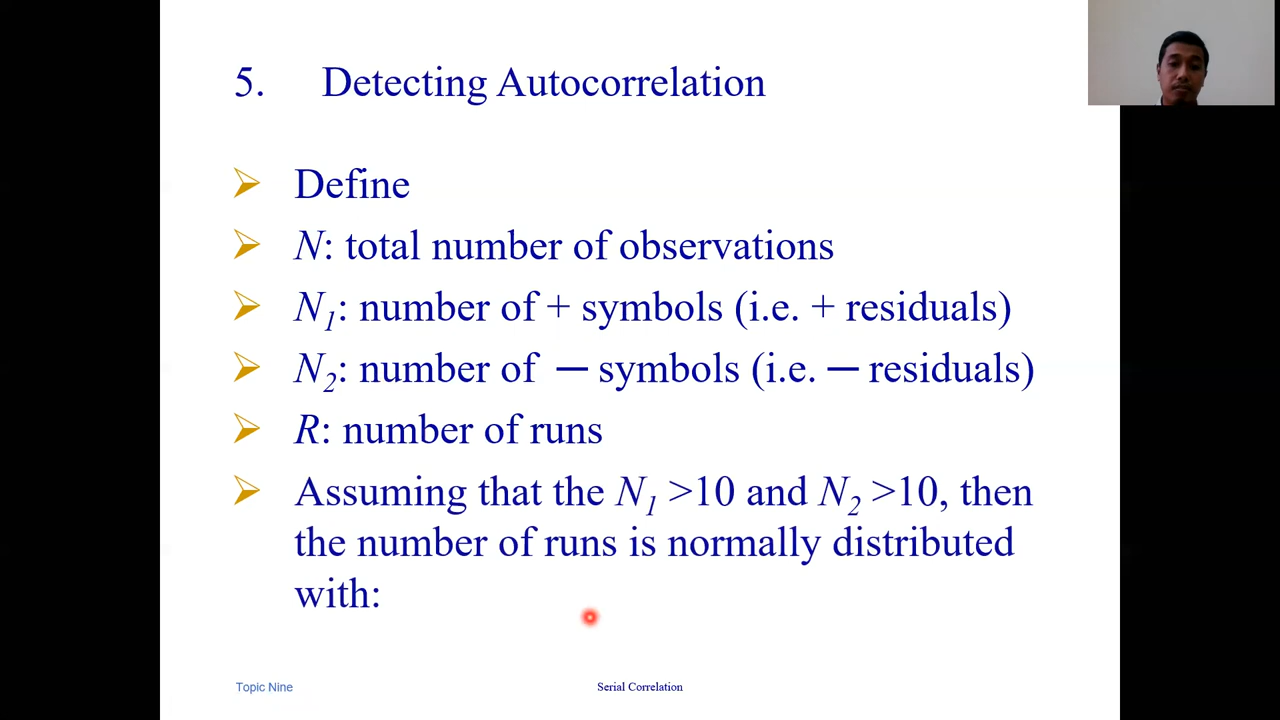 5. Detecting Autocorrelation
Define
N: total number of observations
N1: number of + symbols (i.e. + residuals)
N2: number of — symbols (i.e. — residuals)
R: number of runs
Assuming that the N1 >10 and N2 >10, then
the number of runs is normally distributed
with:
Topic Nine
Serial Correlation